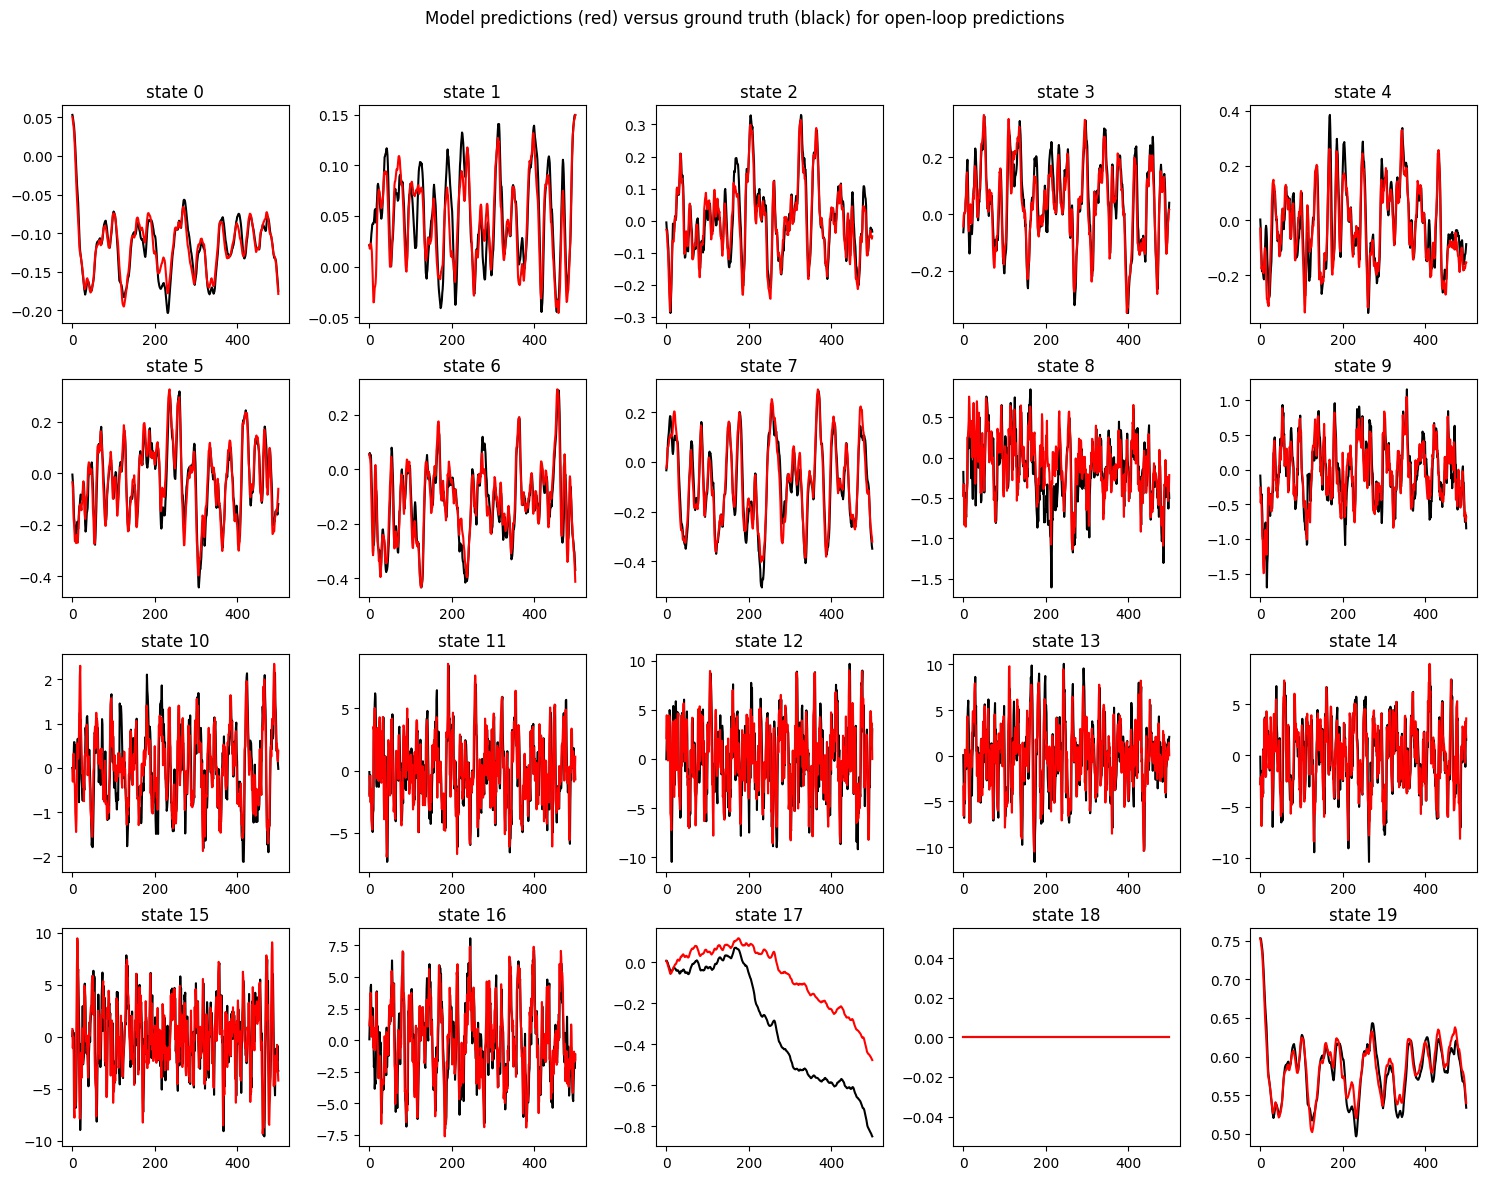 Model predictions (red) versus ground truth (black) for open-loop predictions
state 0 state 1 state 2 state 3 state 4
0.05 0.00 −0.05 −0.10 −0.15 −0.20
0.15 0.10 0.05 0.00 −0.05
0.3 0.2 0.1 0.0 −0.1 −0.2 −0.3
0.2 0.0 −0.2
0.4 0.2 0.0 −0.2
0 200 400 0 200 400 0 200 400 0 200 400 0 200 400
state 5 state 6 state 7 state 8 state 9
0.2 0.0 −0.2 −0.4
0.2 0.0 −0.2 −0.4
0.2 0.0 −0.2 −0.4
0.5 0.0 −0.5 −1.0 −1.5
1.0 0.5 0.0 −0.5 −1.0 −1.5
0 200 400 0 200 400 0 200 400 0 200 400 0 200 400
state 10 state 11 state 12 state 13 state 14
2 1 0 −1 −2
5 0 −5
10 5 0 −5 −10
10 5 0 −5 −10
5 0 −5 −10
0 200 400 0 200 400 0 200 400 0 200 400 0 200 400
state 15 state 16 state 17 state 18 state 19
10 5 0 −5 −10
7.5 5.0 2.5 0.0 −2.5 −5.0 −7.5
0.0 −0.2 −0.4 −0.6 −0.8
0.04 0.02 0.00 −0.02 −0.04
0.75 0.70 0.65 0.60 0.55 0.50
0 200 400 0 200 400 0 200 400 0 200 400 0 200 400